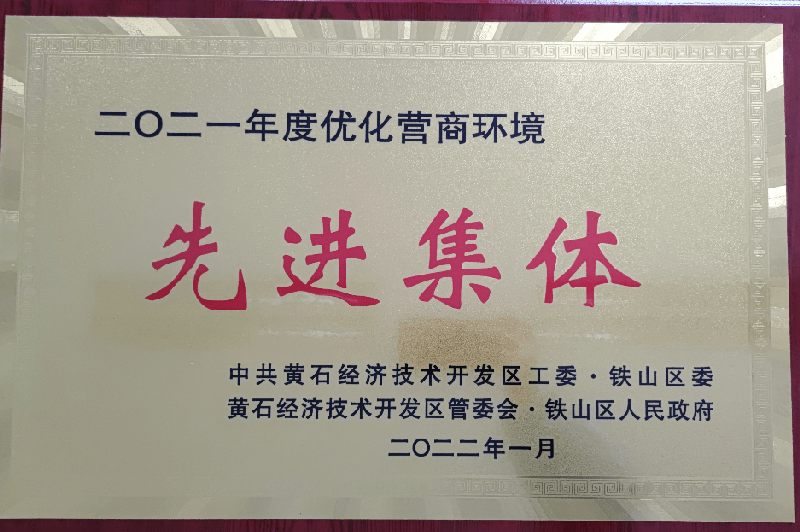 二〇二一年度优化营商环境
先进集体
中共黄石经济技术开发区工委·铁山区委
黄石经济技术开发区管委会·铁山区人民政府
二〇二二年一月